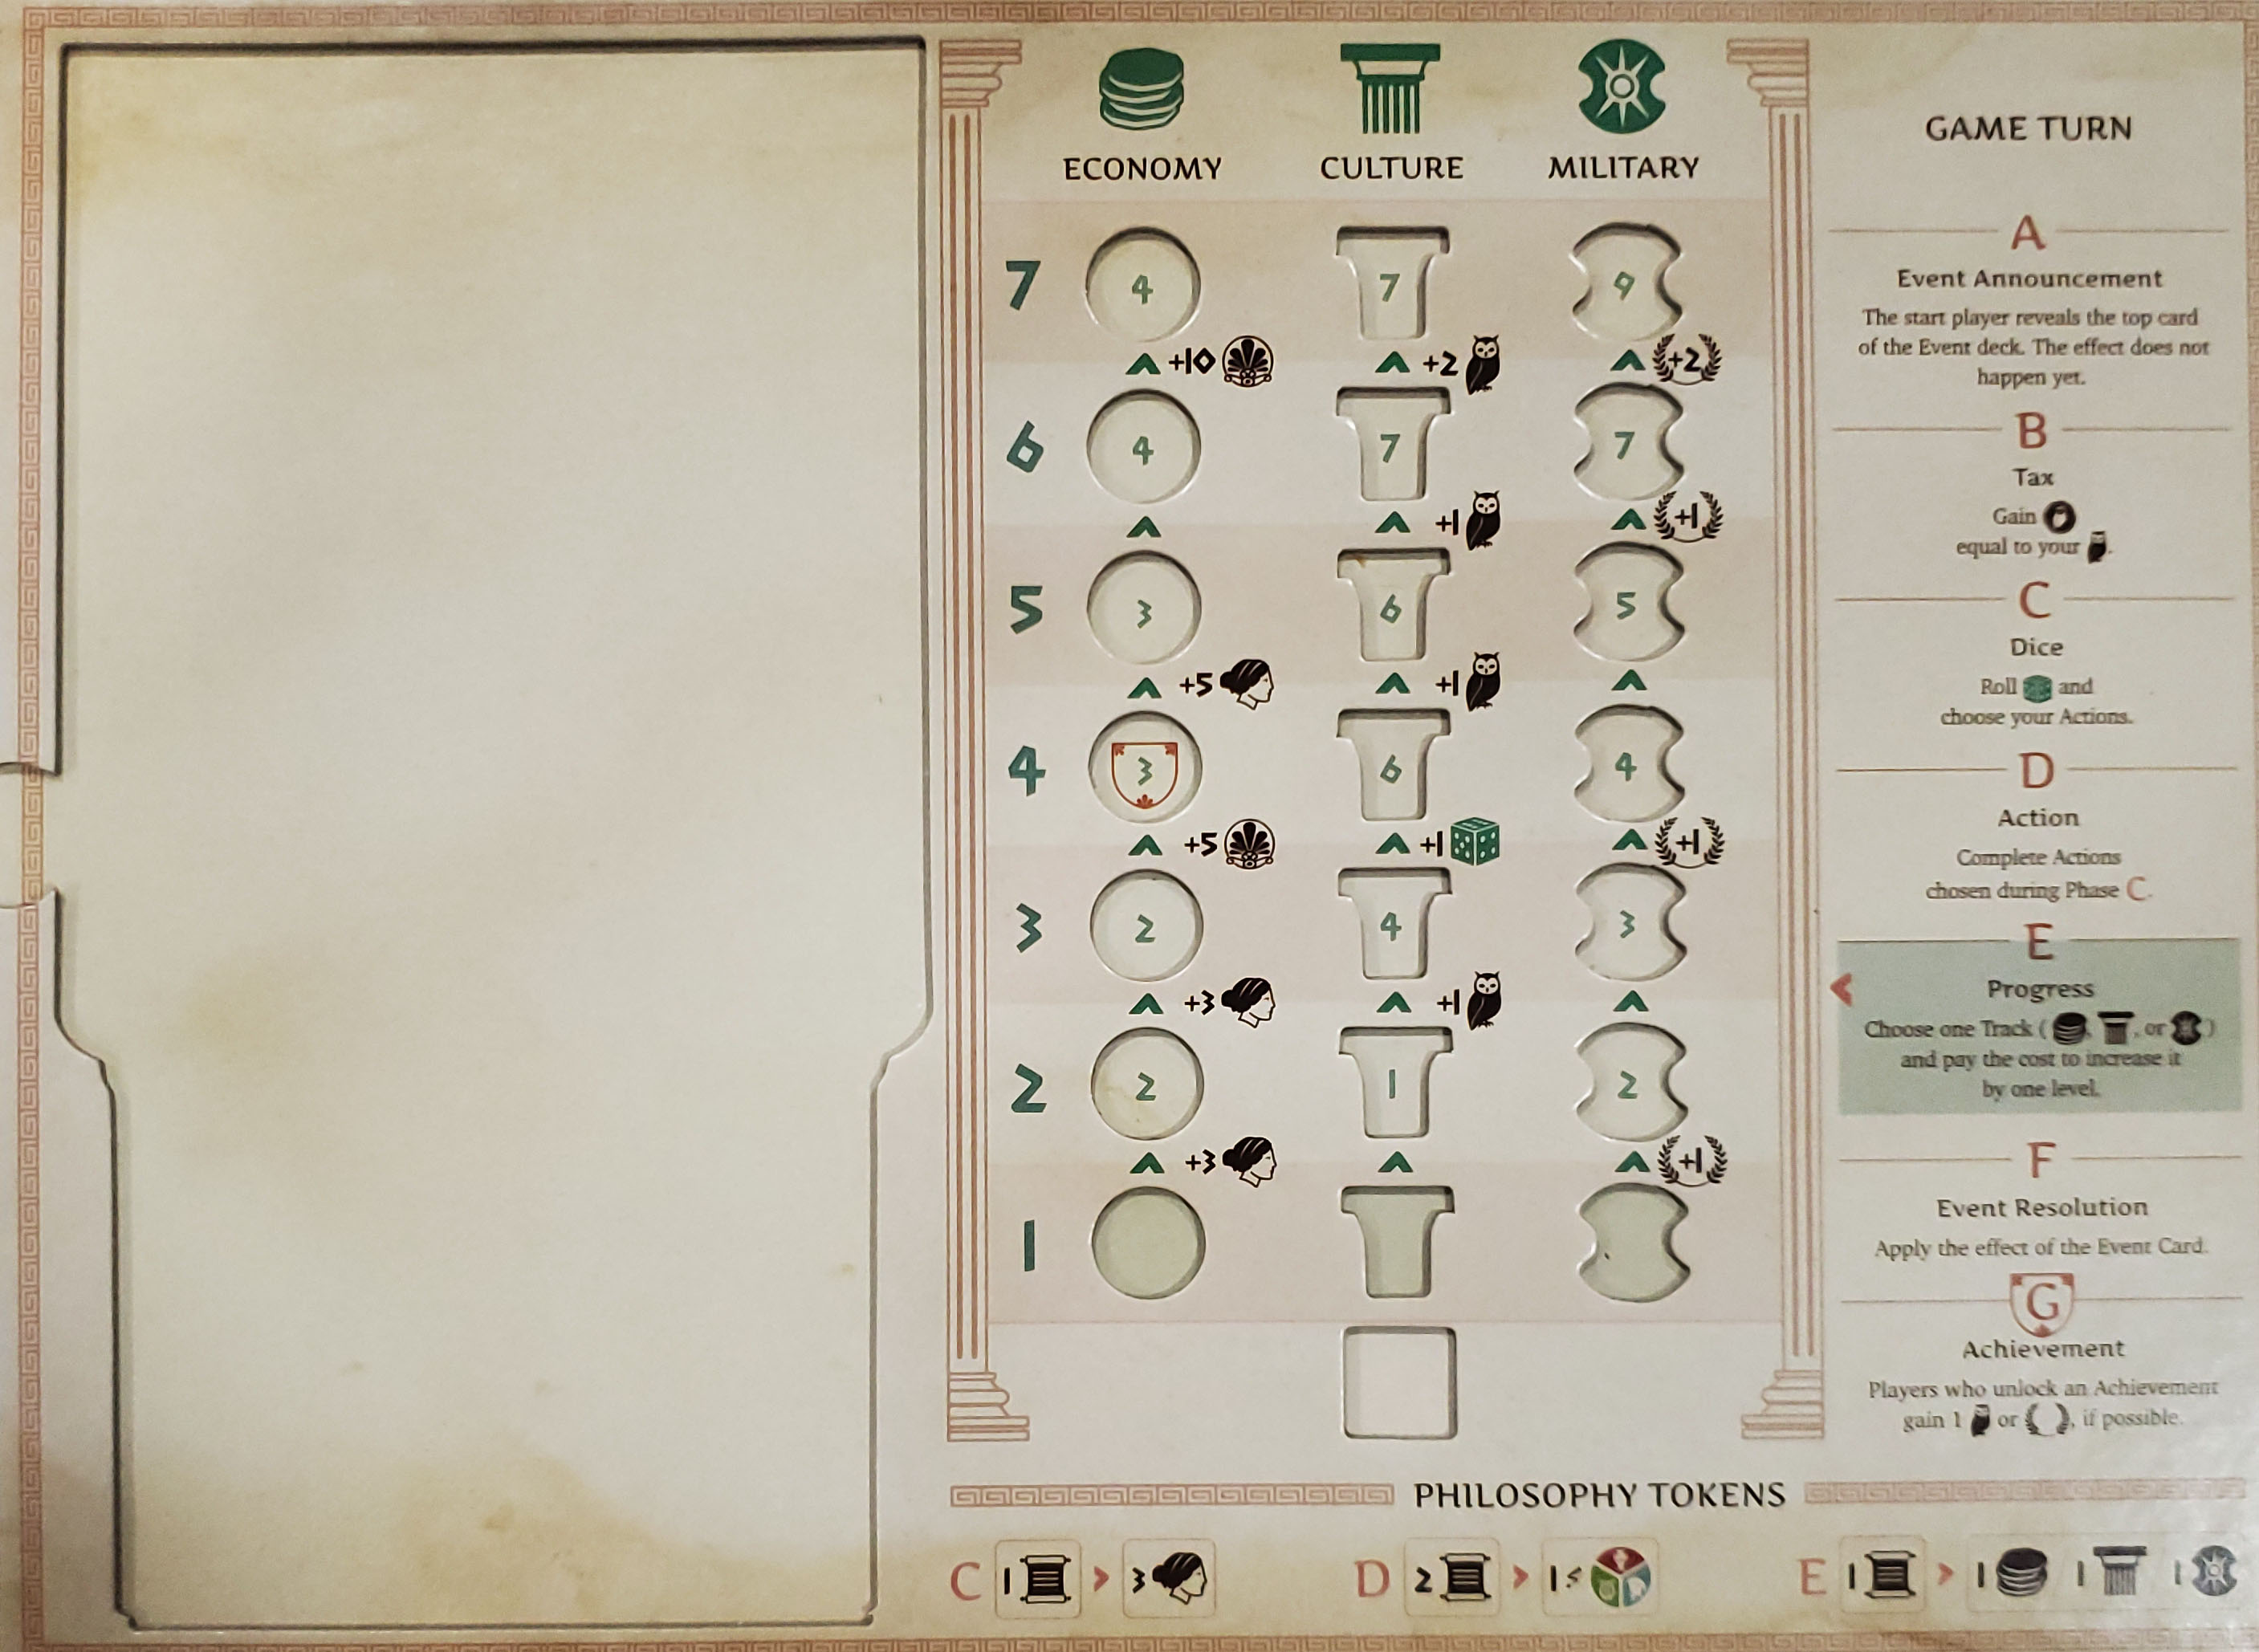 ECONOMY CULTURE MILITARY
7 4 7 9
+10 +2 +2
6 4 7 7
+1 +1
5 3 6 5
+5 +1
4 3 6 4
+5 +1 +1
3 2 4 3
+3 +1
2 2 1 2
+3 +1
1
GAME TURN
A
Event Announcement
The start player reveals the top card
of the Event deck. The effect does not
happen yet.
B
Tax
Gain
equal to your .
C
Dice
Roll and
choose your Actions.
D
Action
Complete Actions
chosen during Phase C.
E
Progress
Choose one Track ( , , or )
and pay the cost to increase it
by one level.
F
Event Resolution
Apply the effect of the Event Card.
G
Achievement
Players who unlock an Achievement
gain 1 or , if possible.
PHILOSOPHY TOKENS
C 1 > 3 D 2 > 1 E 1 > 1 1 1